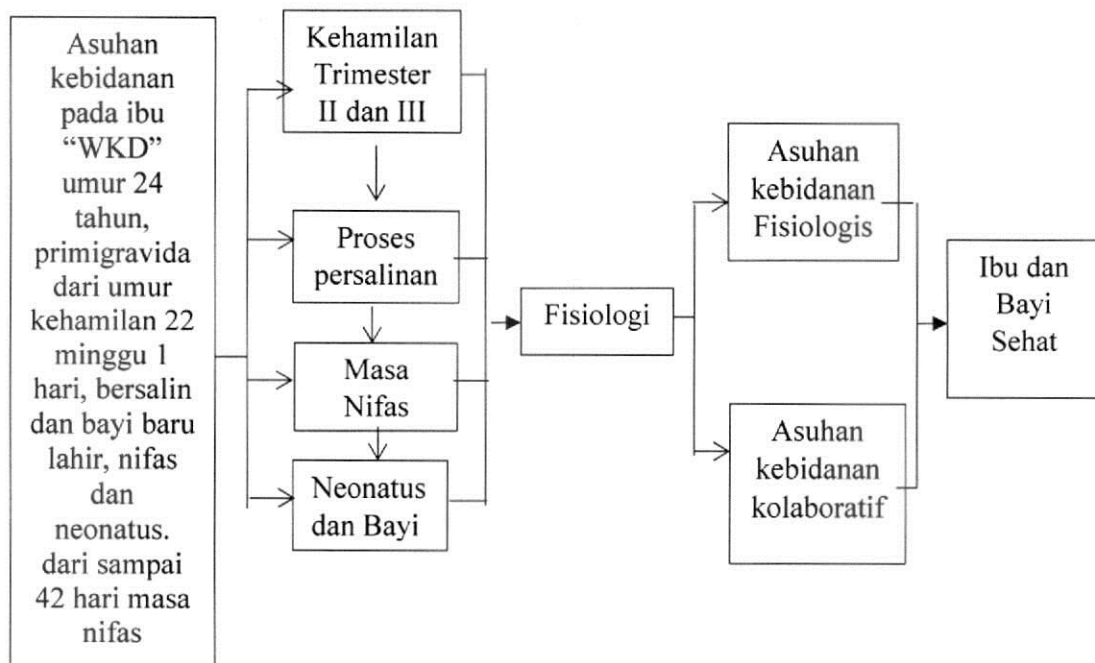 Asuhan
kebidanan
pada ibu
“WKD”
umur 24
tahun,
primigravida
dari umur
kehamilan 22
minggu 1
hari, bersalin
dan bayi baru
lahir, nifas
dan
neonatus.
dari sampai
42 hari masa
nifas
Kehamilan
Trimester
II dan III
Proses
persalinan
Masa
Nifas
Neonatus
dan Bayi
Fisiologi
Asuhan
kebidanan
Fisiologis
Asuhan
kebidanan
kolaboratif
Ibu dan
Bayi
Sehat